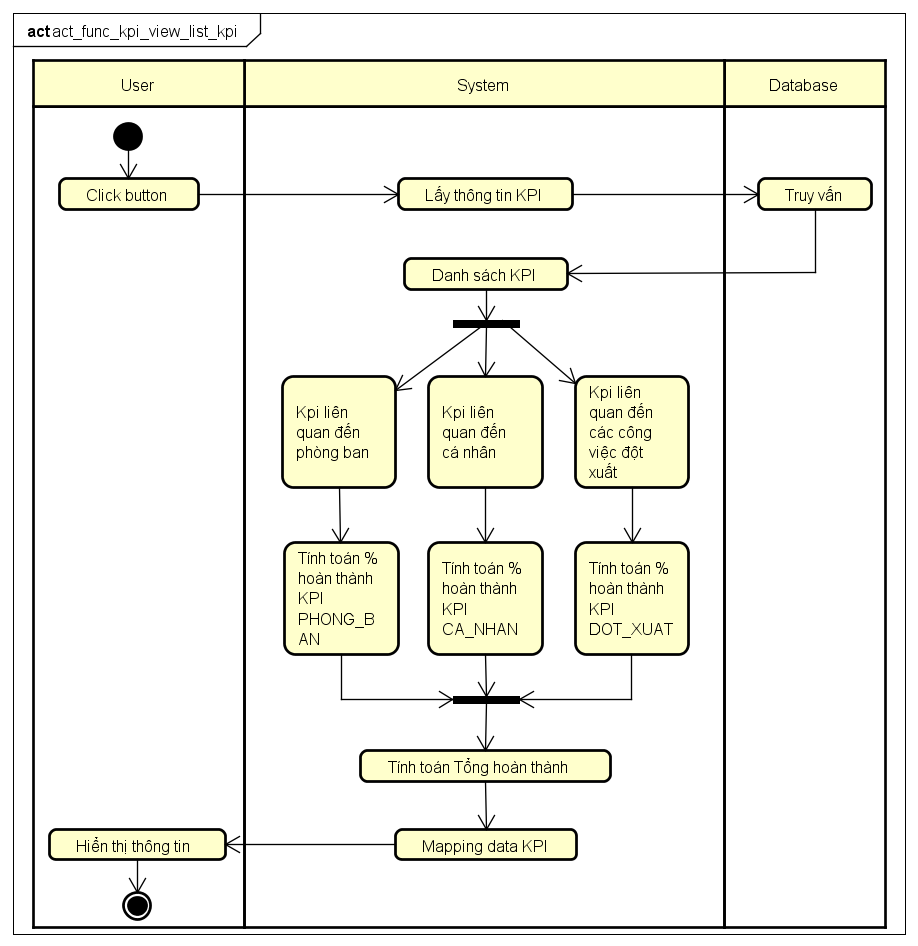 act act_func_kpi_view_list_kpi
User
System
Database
Click button
Lấy thông tin KPI
Truy vấn
Danh sách KPI
Kpi liên
quan đến
phòng ban
Kpi liên
quan đến
cá nhân
Kpi liên
quan đến
các công
việc đột
xuất
Tính toán %
hoàn thành
KPI
PHONG_B
AN
Tính toán %
hoàn thành
KPI
CA_NHAN
Tính toán %
hoàn thành
KPI
DOT_XUAT
Tính toán Tổng hoàn thành
Hiển thị thông tin
Mapping data KPI